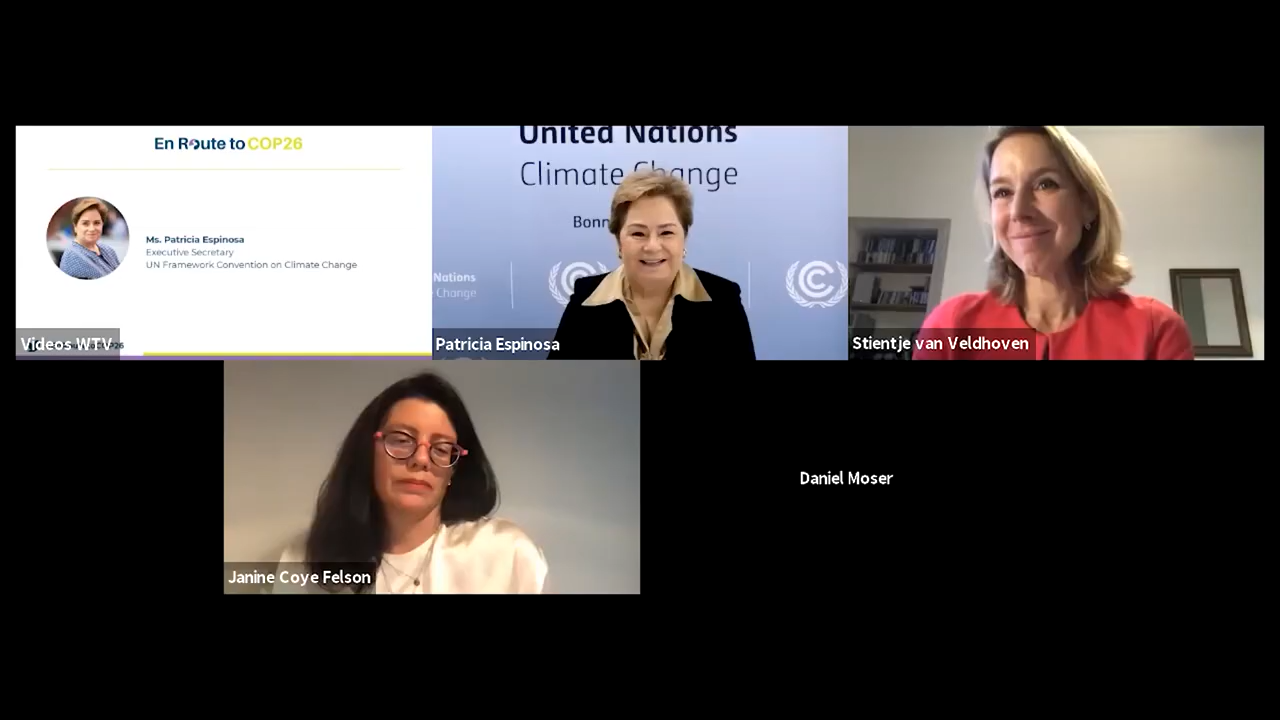 En Route to COP26
Ms. Patricia Espinosa
Executive Secretary
UN Framework Convention on Climate Change
Videos WTV
United Nations
Climate Change
Bonn
Nations
Change
Patricia Espinosa
Stientje van Veldhoven
Janine Coye Felson
Daniel Moser